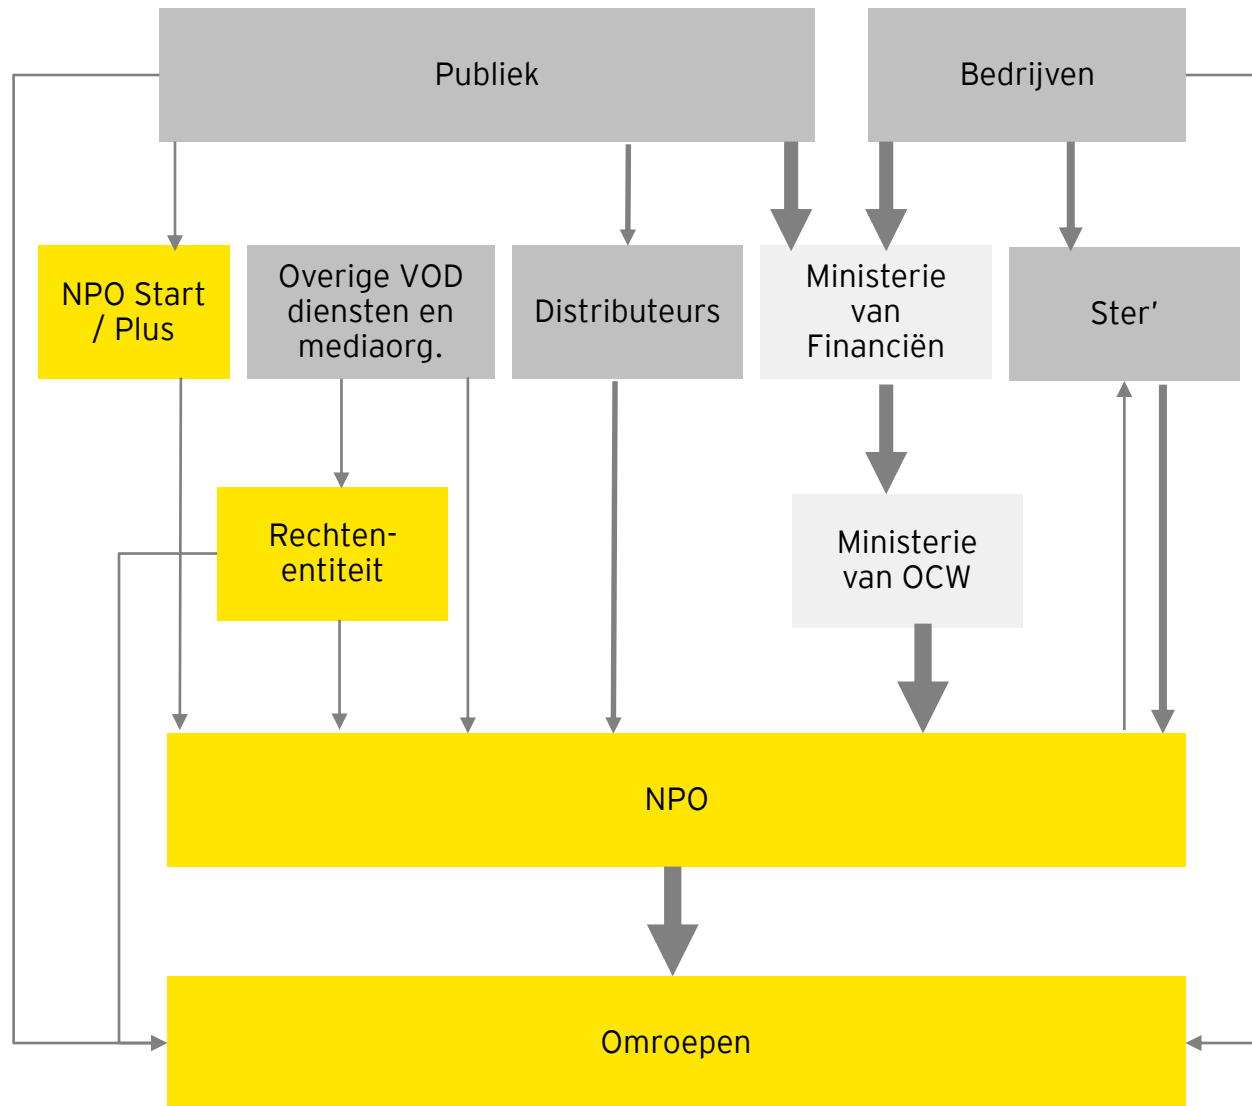 Publiek
Bedrijven
NPO Start
/ Plus
Overige VOD
diensten en
mediaorg.
Distributeurs
Ministerie
van
Financiën
Ster’
Rechten-
entiteit
Ministerie
van OCW
NPO
Omroepen